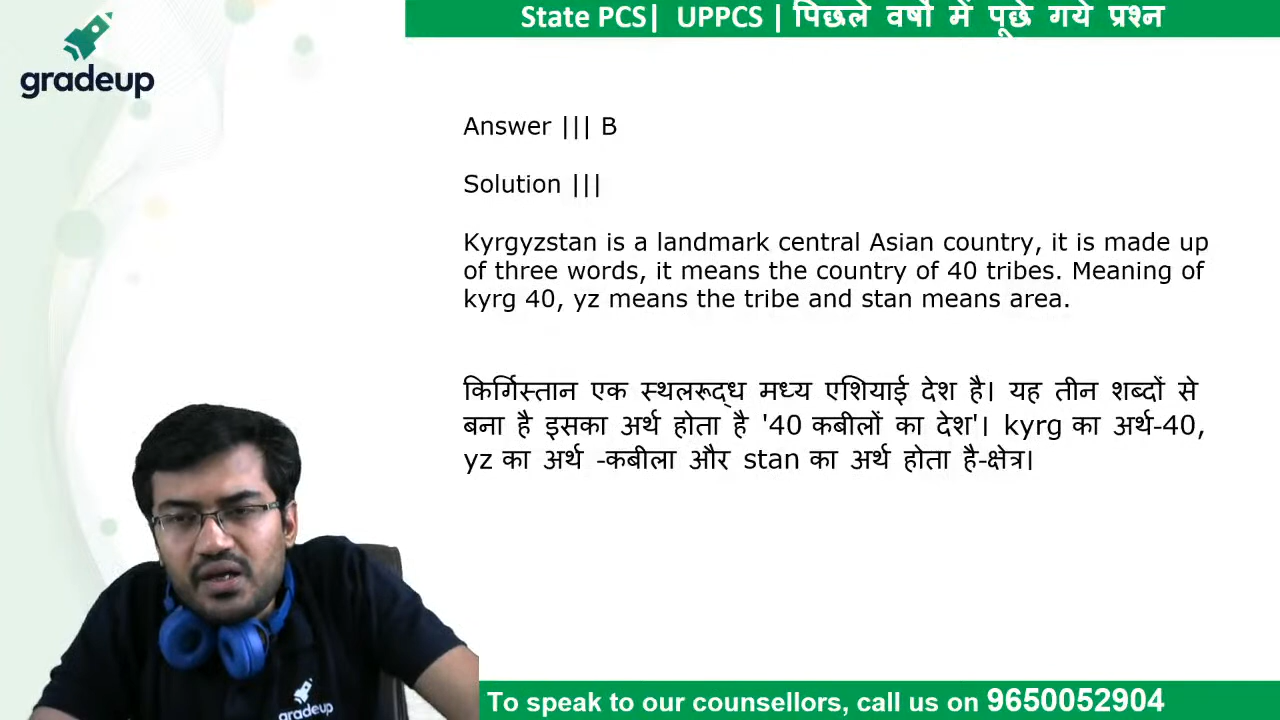 State PCS| UPPCS | पिछले वर्षों में पूछे गये प्रश्न
gradeup
Answer ||| B
Solution |||
Kyrgyzstan is a landmark central Asian country, it is made up
of three words, it means the country of 40 tribes. Meaning of
kyrg 40, yz means the tribe and stan means area.
किर्गिस्तान एक स्थलरूद्ध मध्य एशियाई देश है। यह तीन शब्दों से
बना है इसका अर्थ होता है '40 कबीलों का देश'। kyrg का अर्थ-40,
yz का अर्थ -कबीला और stan का अर्थ होता है-क्षेत्र।
gradeup
To speak to our counsellors, call us on 9650052904